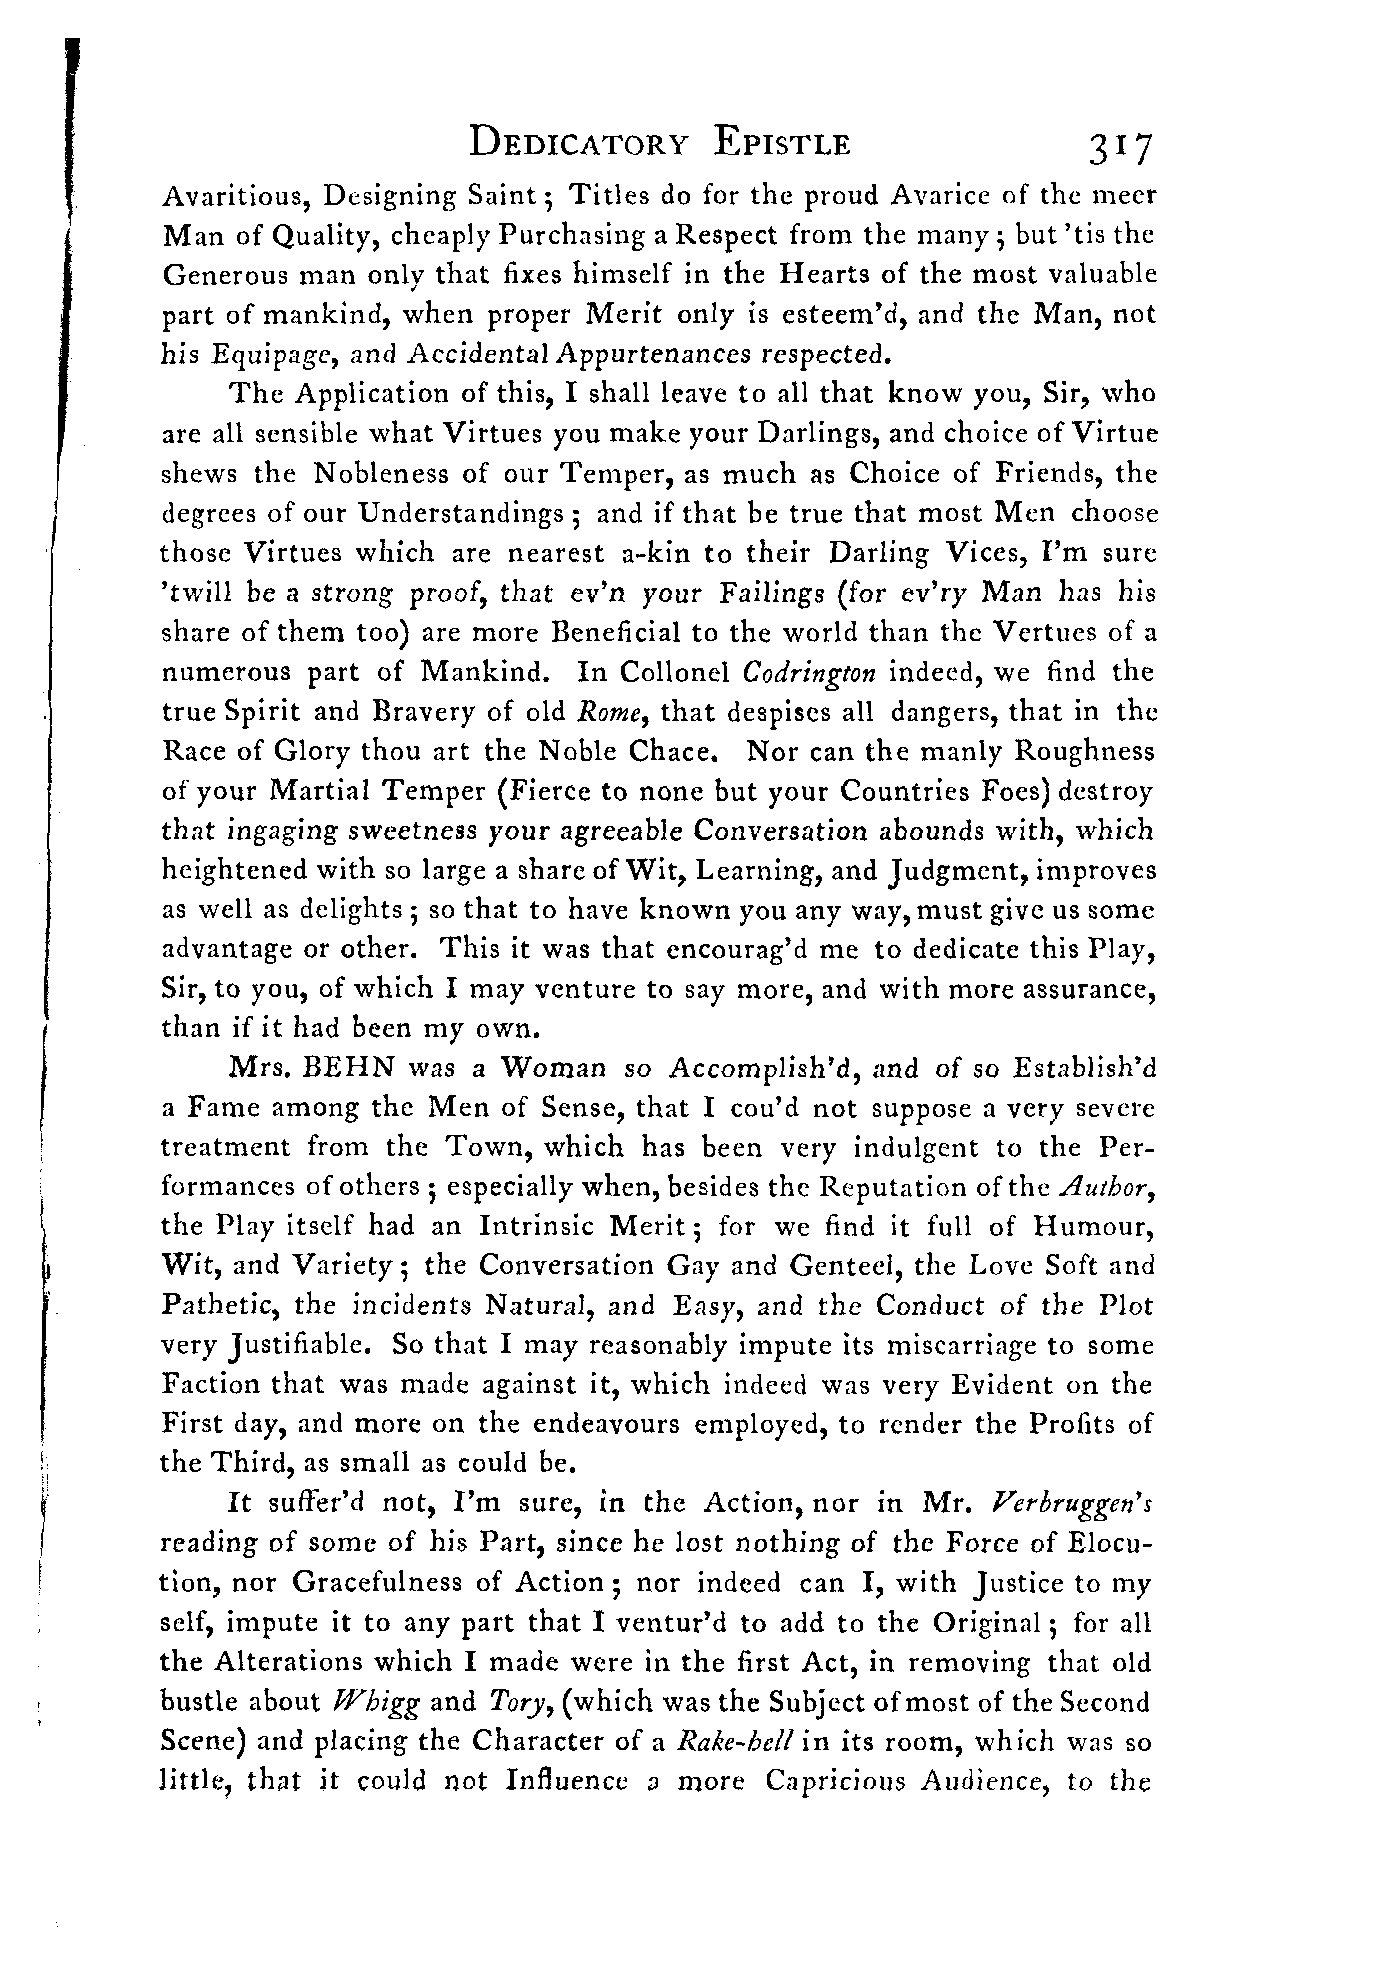 DEDICATORY EPISTLE 317
Avaritious, Designing Saint; Titles do for the proud Avarice of the meer
Man of Quality, cheaply Purchasing a Respect from the many; but 'tis the
Generous man only that fixes himself in the Hearts of the most valuable
part of mankind, when proper Merit only is esteem'd, and the Man, not
his Equipage, and Accidental Appurtenances respected.
The Application of this, I shall leave to all that know you, Sir, who
are all sensible what Virtues you make your Darlings, and choice of Virtue
shews the Nobleness of our Temper, as much as Choice of Friends, the
degrees of our Understandings; and if that be true that most Men choose
those Virtues which are nearest a-kin to their Darling Vices, I'm sure
'twill be a strong proof, that ev'n your Failings (for ev'ry Man has his
share of them too) are more Beneficial to the world than the Vertues of a
numerous part of Mankind. In Collonel Codrington indeed, we find the
true Spirit and Bravery of old Rome, that despises all dangers, that in the
Race of Glory thou art the Noble Chace. Nor can the manly Roughness
of your Martial Temper (Fierce to none but your Countries Foes) destroy
that ingaging sweetness your agreeable Conversation abounds with, which
heightened with so large a share of Wit, Learning, and Judgment, improves
as well as delights; so that to have known you any way, must give us some
advantage or other. This it was that encourag'd me to dedicate this Play,
Sir, to you, of which I may venture to say more, and with more assurance,
than if it had been my own.
Mrs. BEHN was a Woman so Accomplish'd, and of so Establish'd
a Fame among the Men of Sense, that I cou'd not suppose a very severe
treatment from the Town, which has been very indulgent to the Per-
formances of others; especially when, besides the Reputation of the Author,
the Play itself had an Intrinsic Merit; for we find it full of Humour,
Wit, and Variety; the Conversation Gay and Genteel, the Love Soft and
Pathetic, the incidents Natural, and Easy, and the Conduct of the Plot
very Justifiable. So that I may reasonably impute its miscarriage to some
Faction that was made against it, which indeed was very Evident on the
First day, and more on the endeavours employed, to render the Profits of
the Third, as small as could be.
It suffer'd not, I'm sure, in the Action, nor in Mr. Verbruggen's
reading of some of his Part, since he lost nothing of the Force of Elocu-
tion, nor Gracefulness of Action; nor indeed can I, with Justice to my
self, impute it to any part that I ventur'd to add to the Original; for all
the Alterations which I made were in the first Act, in removing that old
bustle about Whigg and Tory, (which was the Subject of most of the Second
Scene) and placing the Character of a Rake-hell in its room, which was so
little, that it could not Influence a more Capricious Audience, to the